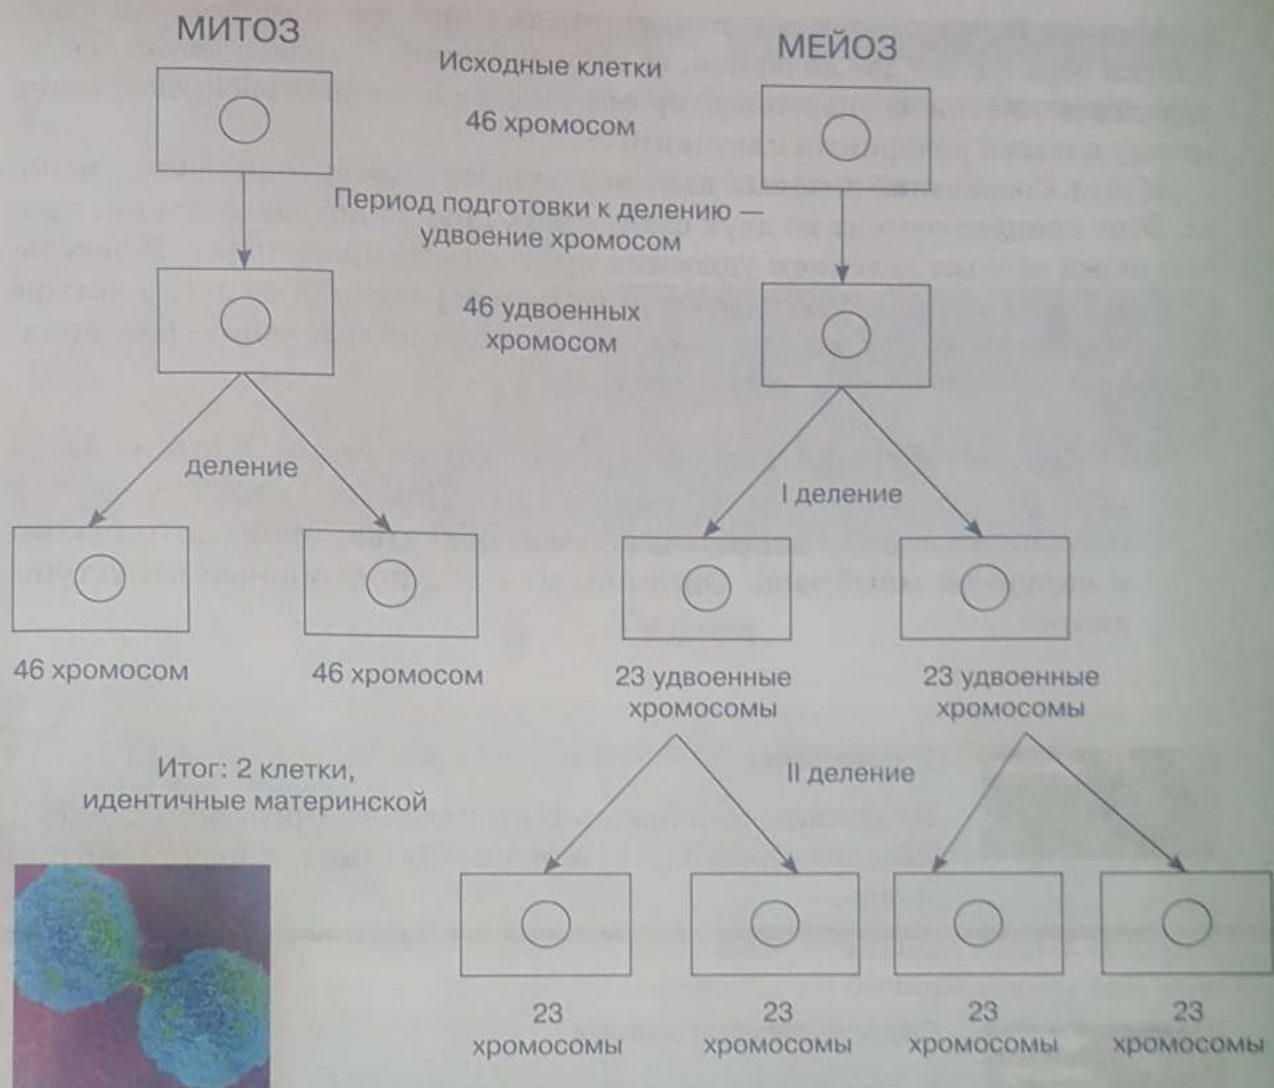 МИТОЗ
МЕЙОЗ
Исходные клетки
46 хромосом
Период подготовки к делению —
удвоение хромосом
46 удвоенных
хромосом
деление
I деление
46 хромосом
46 хромосом
23 удвоенные
хромосомы
23 удвоенные
хромосомы
Итог: 2 клетки,
идентичные материнской
II деление
23
хромосомы
23
хромосомы
23
хромосомы
23
хромосомы